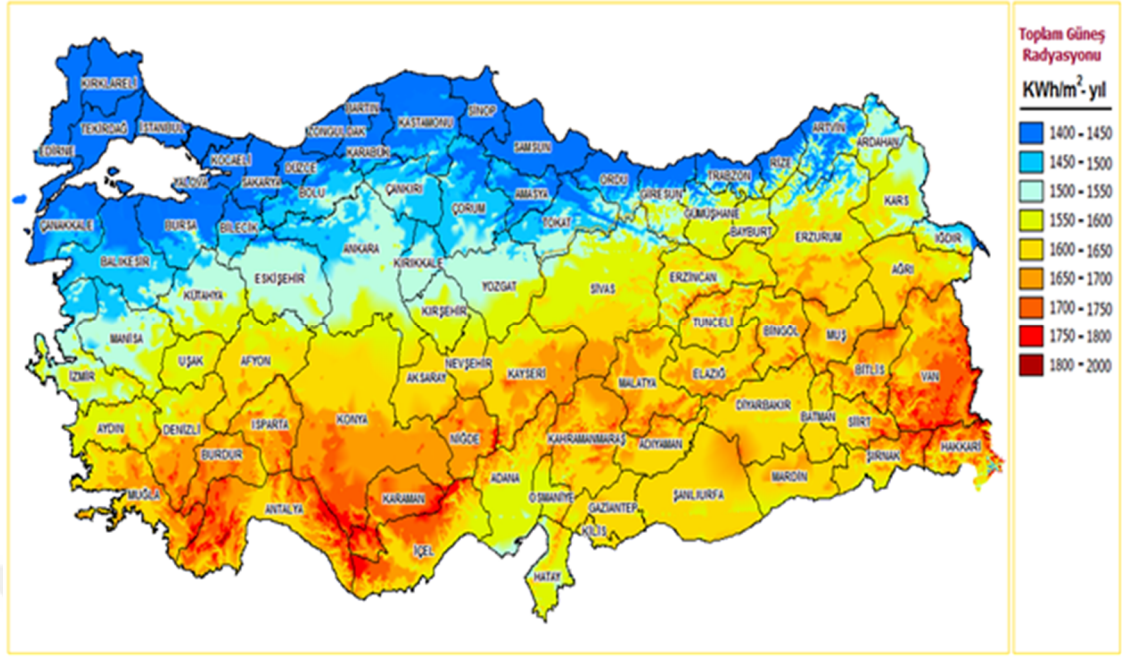 KIRKLARELİ
TEKİRDAĞ
İSTANBUL
EDİRNE
KOCAELİ
YALOVA
SAKARYA
DÜZCE
BOLU
ZONGULDAK
BARTIN
KARABÜK
KASTAMONU
SİNOP
SAMSUN
ÇANKIRI
ÇORUM
AMASYA
TOKAT
ORDU
GİRESUN
TRABZON
GÜMÜŞHANE
RİZE
ARTVİN
ARDAHAN
KARS
BAYBURT
ERZURUM
IĞDIR
AĞRI
ÇANAKKALE
BALIKESİR
BURSA
BİLECİK
KÜTAHYA
ESKİŞEHİR
ANKARA
KIRIKKALE
KIRŞEHİR
YOZGAT
SİVAS
ERZİNCAN
TUNCELİ
BİNGÖL
MUŞ
BİTLİS
VAN
MANİSA
İZMİR
UŞAK
AFYON
AKSARAY
NEVŞEHİR
KAYSERİ
MALATYA
ELAZIĞ
DİYARBAKIR
BATMAN
SİİRT
ŞIRNAK
HAKKARİ
AYDIN
DENİZLİ
ISPARTA
BURDUR
KONYA
NİĞDE
KAHRAMANMARAŞ
ADIYAMAN
MARDİN
MUĞLA
ANTALYA
KARAMAN
İÇEL
ADANA
OSMANİYE
GAZİANTEP
KİLİS
ŞANLIURFA
HATAY
Toplam Güneş
Radyasyonu
KWh/m²- yıl
1400 - 1450
1450 - 1500
1500 - 1550
1550 - 1600
1600 - 1650
1650 - 1700
1700 - 1750
1750 - 1800
1800 - 2000